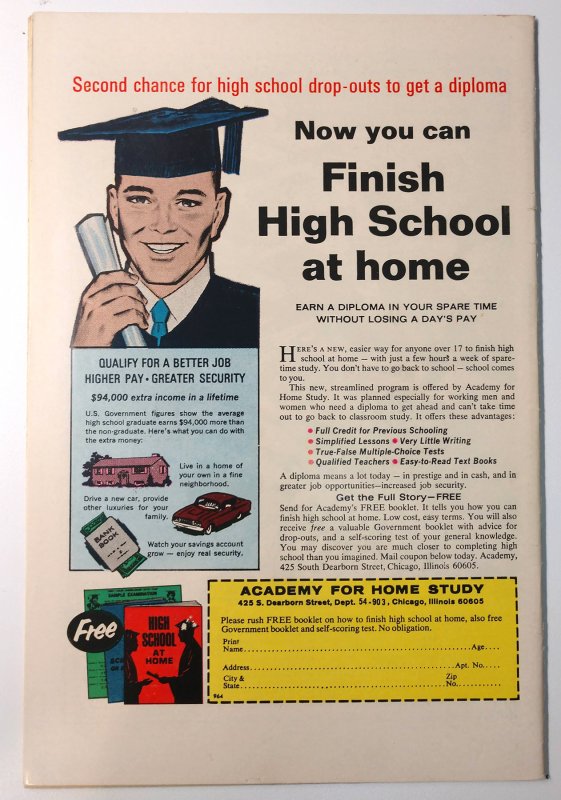 Second chance for high school drop-outs to get a diploma
Now you can
Finish
High School
at home
EARN A DIPLOMA IN YOUR SPARE TIME
WITHOUT LOSING A DAY'S PAY
HERE'S A NEW, easier way for anyone over 17 to finish high
school at home — with just a few hours a week of spare-
time study. You don't have to go back to school — school comes
to you.
This new, streamlined program is offered by Academy for
Home Study. It was planned especially for working men and
women who need a diploma to get ahead and can't take time
out to go back to classroom study. It offers these advantages:
• Full Credit for Previous Schooling
• Simplified Lessons • Very Little Writing
• True-False Multiple-Choice Tests
• Qualified Teachers • Easy-to-Read Text Books
A diploma means a lot today — in prestige and in cash, and in
greater job opportunities—increased job security.
Get the Full Story—FREE
Send for Academy's FREE booklet. It tells you how you can
finish high school at home. Low cost, easy terms. You will also
receive free a valuable Government booklet with advice for
drop-outs, and a self-scoring test of your general knowledge.
You may discover you are much closer to completing high
school than you imagined. Mail coupon below today. Academy,
425 South Dearborn Street, Chicago, Illinois 60605.
QUALIFY FOR A BETTER JOB
HIGHER PAY • GREATER SECURITY
$94,000 extra income in a lifetime
U.S. Government figures show the average
high school graduate earns $94,000 more than
the non-graduate. Here's what you can do with
the extra money:
Live in a home of
your own in a fine
neighborhood.
Drive a new car, provide
other luxuries for your
family.
BANK
BOOK
Watch your savings account
grow — enjoy real security.
Free
SAMPLE EXAMINATION
HIGH
SCHOOL
AT
HOME
ACADEMY FOR HOME STUDY
425 S. Dearborn Street, Dept. 54-903, Chicago, Illinois 60605
Please rush FREE booklet on how to finish high school at home, also free
Government booklet and self-scoring test. No obligation.
Print
Name Age
Address Apt. No.
City & Zip
State No.
964